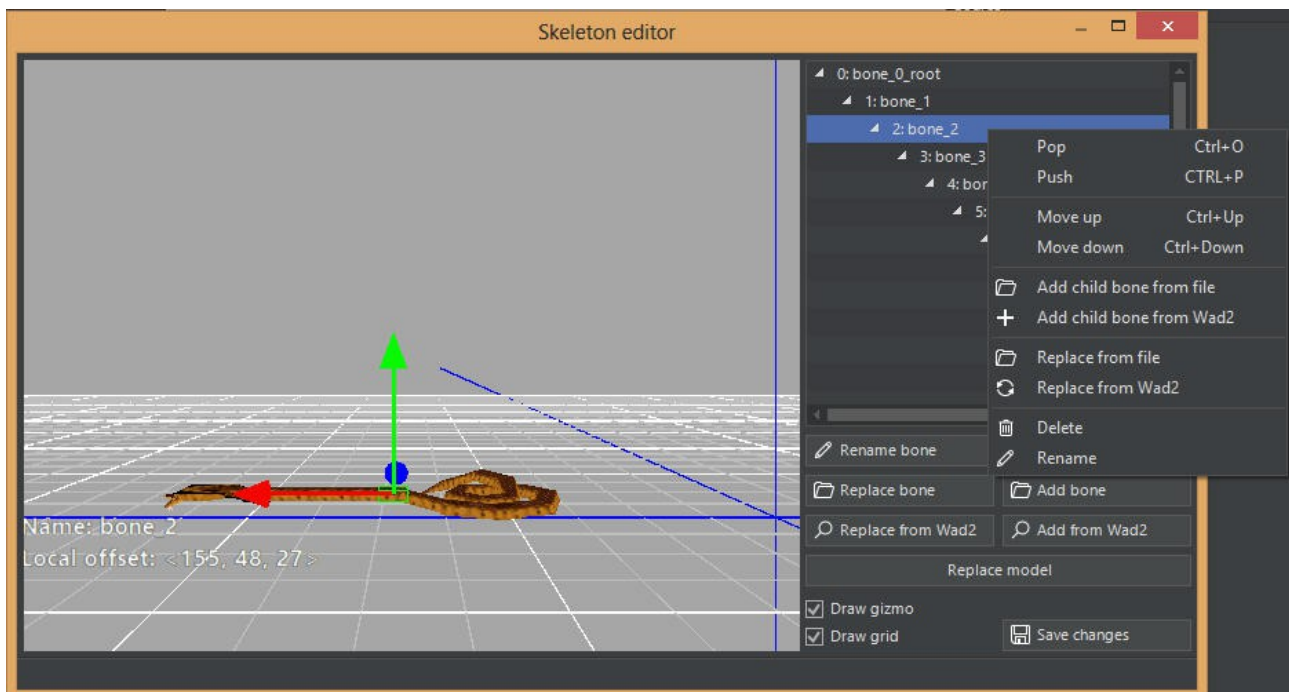 Skeleton editor
0: bone_0_root
1: bone_1
2: bone_2
3: bone_3
4: bon
5:
Pop Ctrl+O
Push CTRL+P
Move up Ctrl+Up
Move down Ctrl+Down
Add child bone from file
Add child bone from Wad2
Replace from file
Replace from Wad2
Delete
Rename
Rename bone
Replace bone Add bone
Replace from Wad2 Add from Wad2
Replace model
Draw gizmo
Draw grid Save changes
Name: bone_2
Local offset: <155, 48, 27>